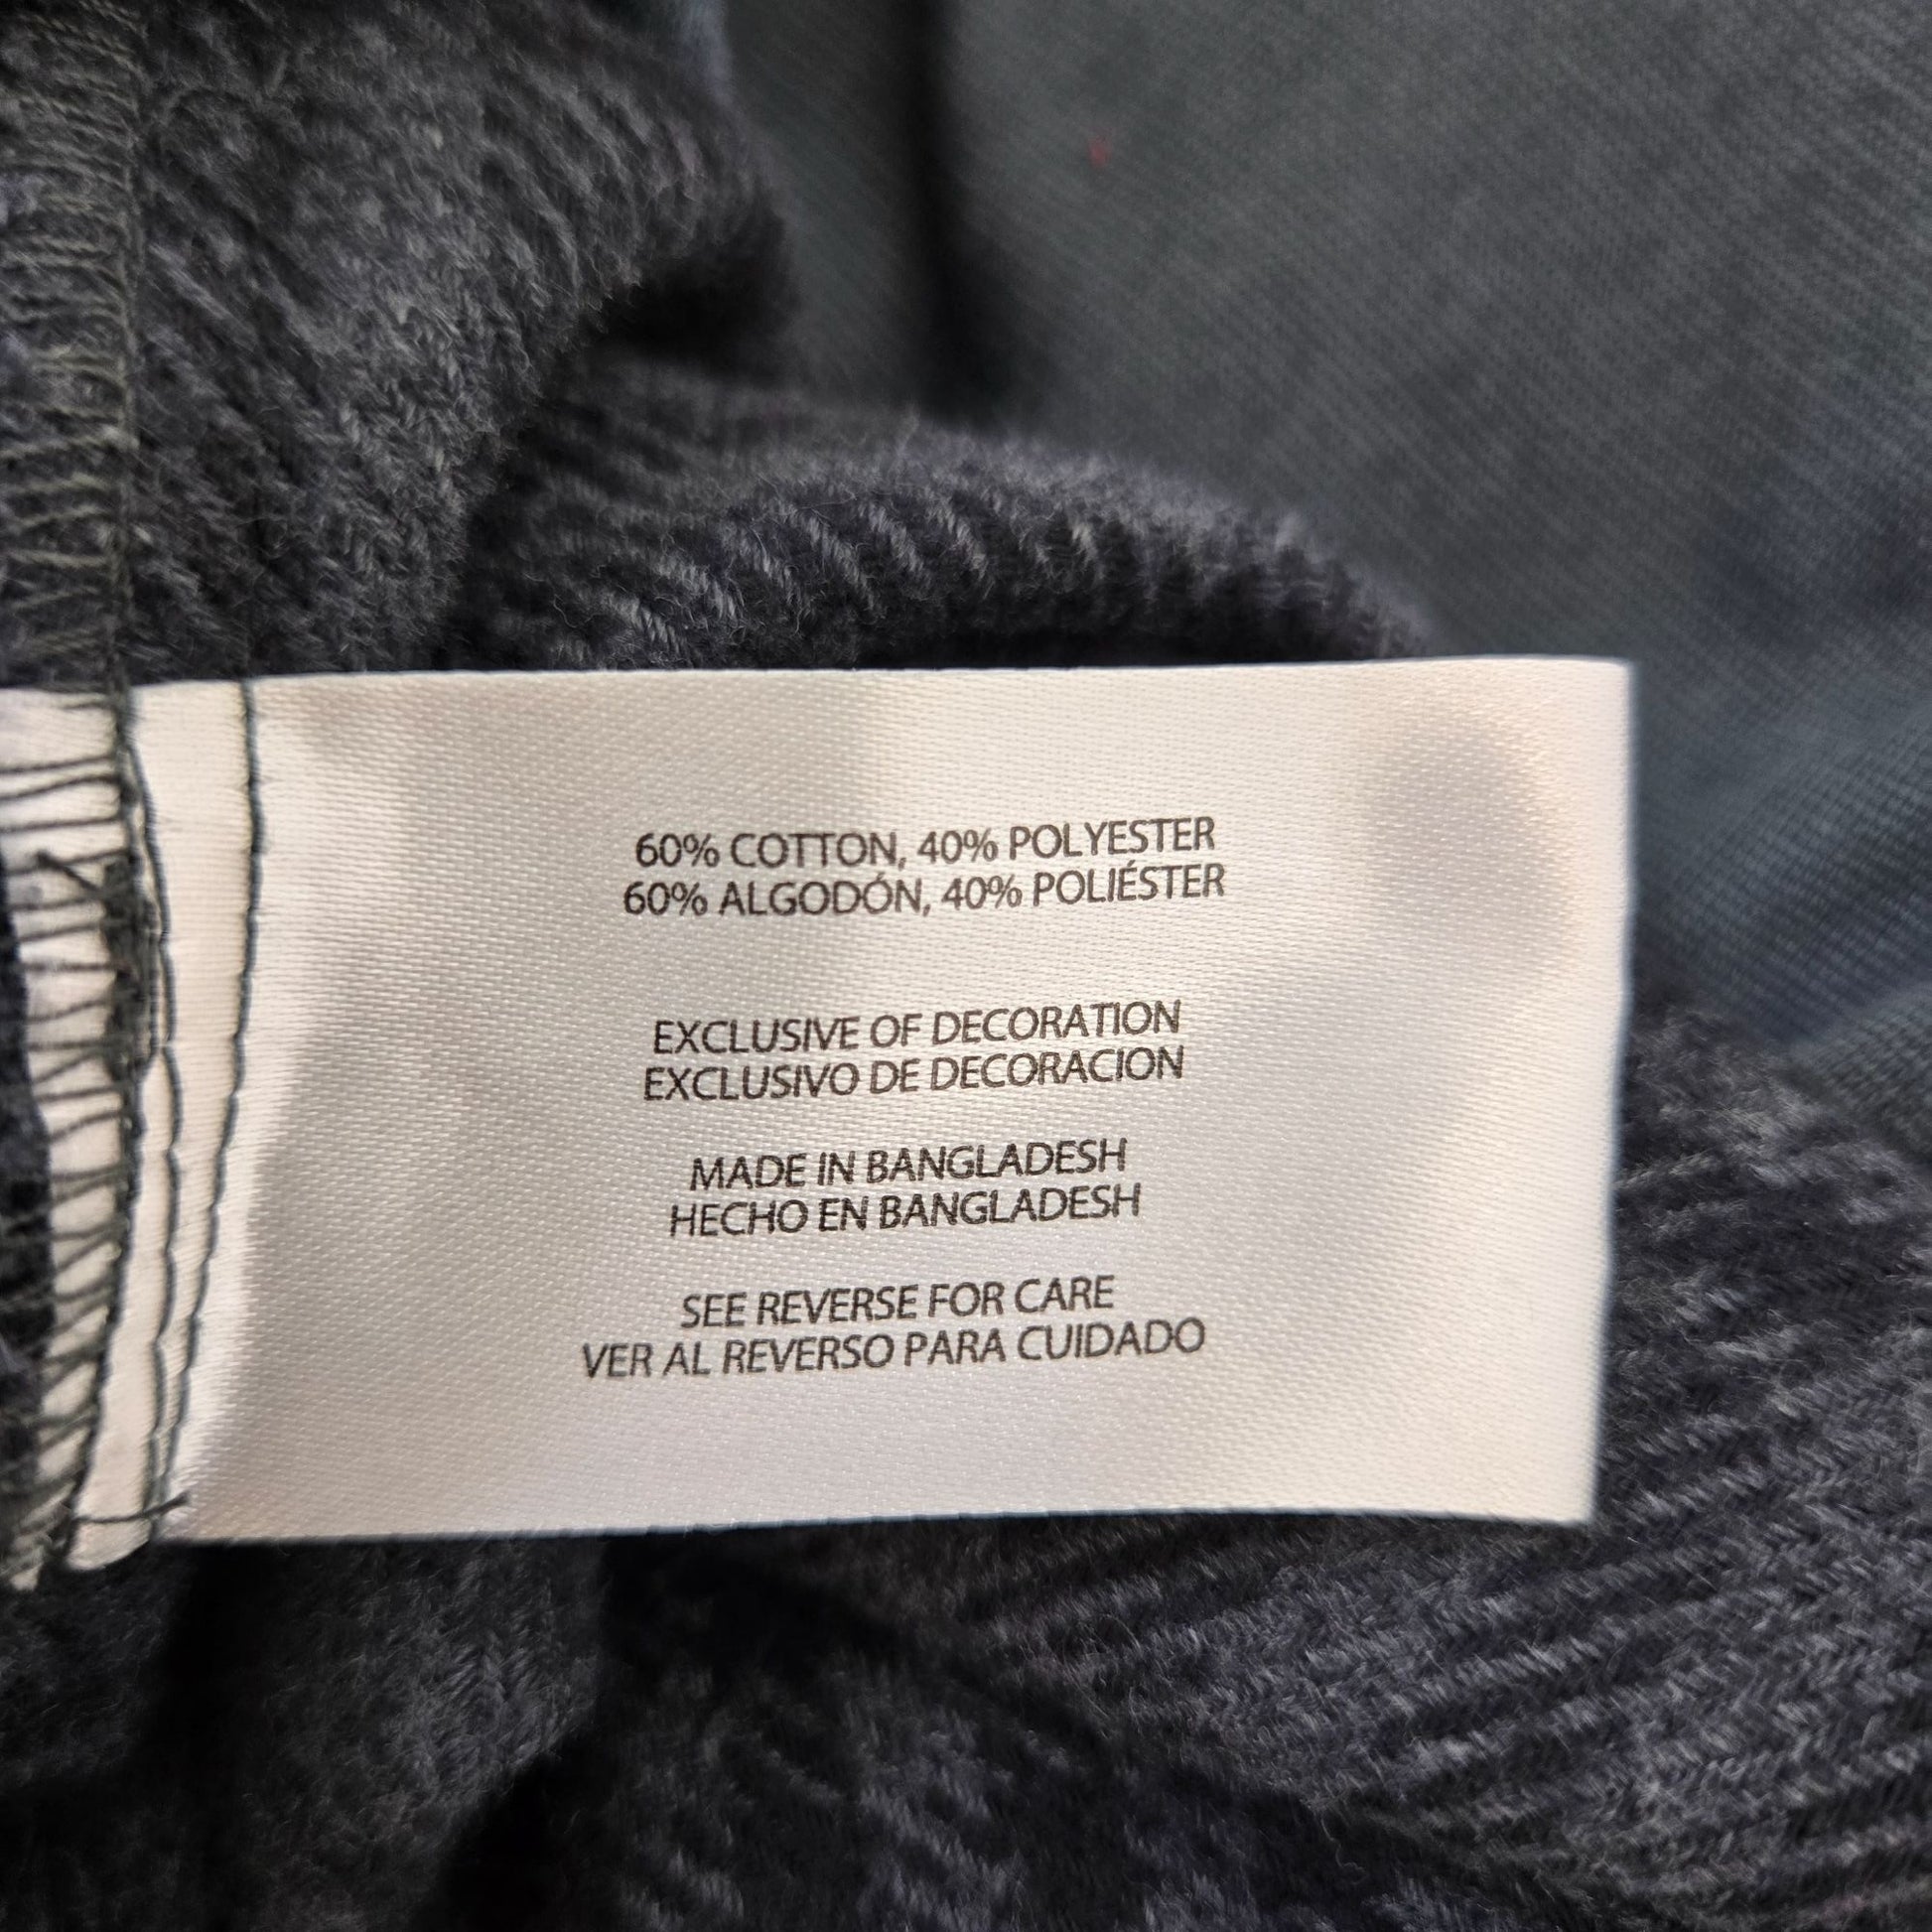 60% COTTON, 40% POLYESTER
60% ALGODÓN, 40% POLIÉSTER
EXCLUSIVE OF DECORATION
EXCLUSIVO DE DECORACION
MADE IN BANGLADESH
HECHO EN BANGLADESH
SEE REVERSE FOR CARE
VER AL REVERSO PARA CUIDADO